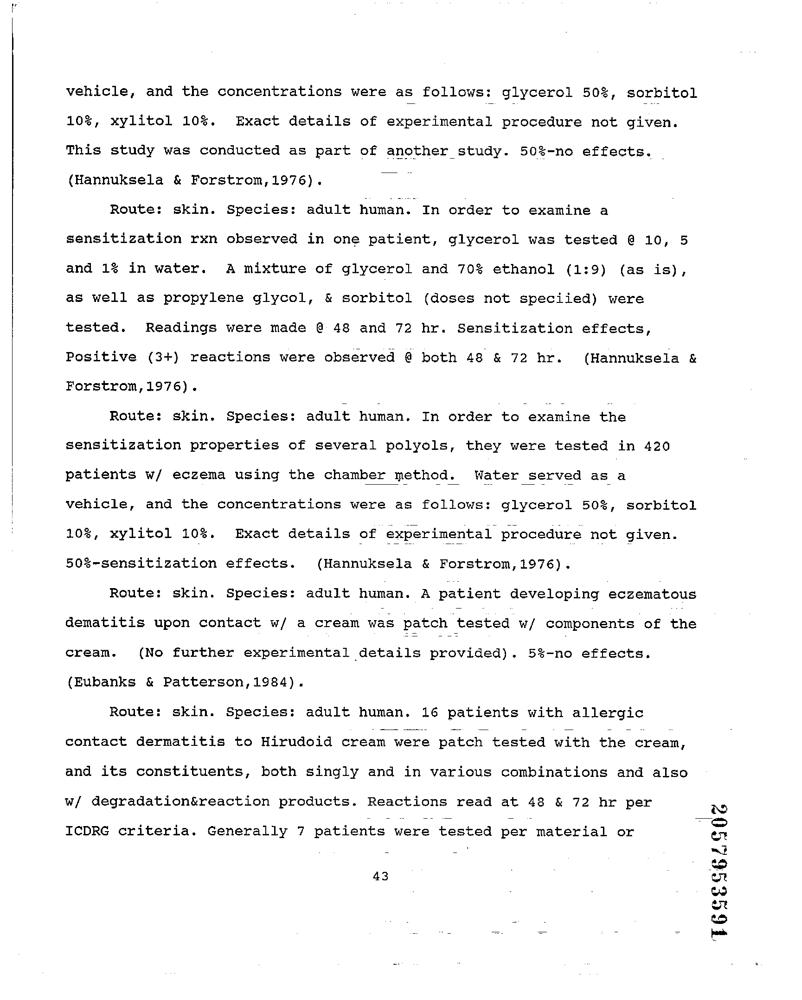 vehicle, and the concentrations were as follows: glycerol 50%, sorbitol
10%, xylitol 10%. Exact details of experimental procedure not given.
This study was conducted as part of another study. 50%-no effects.
(Hannuksela & Forstrom,1976).
Route: skin. Species: adult human. In order to examine a
sensitization rxn observed in one patient, glycerol was tested @ 10, 5
and 1% in water. A mixture of glycerol and 70% ethanol (1:9) (as is),
as well as propylene glycol, & sorbitol (doses not speciied) were
tested. Readings were made @ 48 and 72 hr. Sensitization effects,
Positive (3+) reactions were observed @ both 48 & 72 hr. (Hannuksela &
Forstrom,1976).
Route: skin. Species: adult human. In order to examine the
sensitization properties of several polyols, they were tested in 420
patients w/ eczema using the chamber method. Water served as a
vehicle, and the concentrations were as follows: glycerol 50%, sorbitol
10%, xylitol 10%. Exact details of experimental procedure not given.
50%-sensitization effects. (Hannuksela & Forstrom,1976).
Route: skin. Species: adult human. A patient developing eczematous
dematitis upon contact w/ a cream was patch tested w/ components of the
cream. (No further experimental details provided). 5%-no effects.
(Eubanks & Patterson,1984).
Route: skin. Species: adult human. 16 patients with allergic
contact dermatitis to Hirudoid cream were patch tested with the cream,
and its constituents, both singly and in various combinations and also
w/ degradation&reaction products. Reactions read at 48 & 72 hr per
ICDRG criteria. Generally 7 patients were tested per material or
43
2057953591